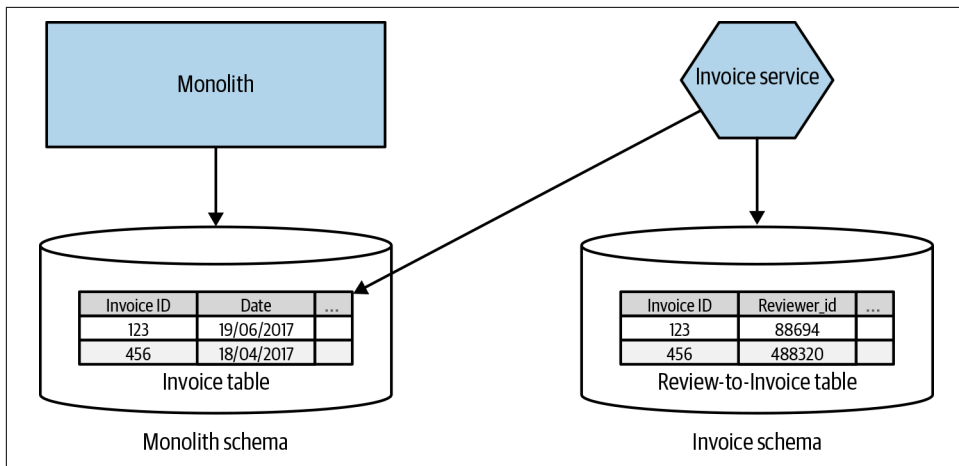 Monolith
Invoice service
Invoice ID Date ...
123 19/06/2017
456 18/04/2017
Invoice table
Monolith schema
Invoice ID Reviewer_id ...
123 88694
456 488320
Review-to-Invoice table
Invoice schema